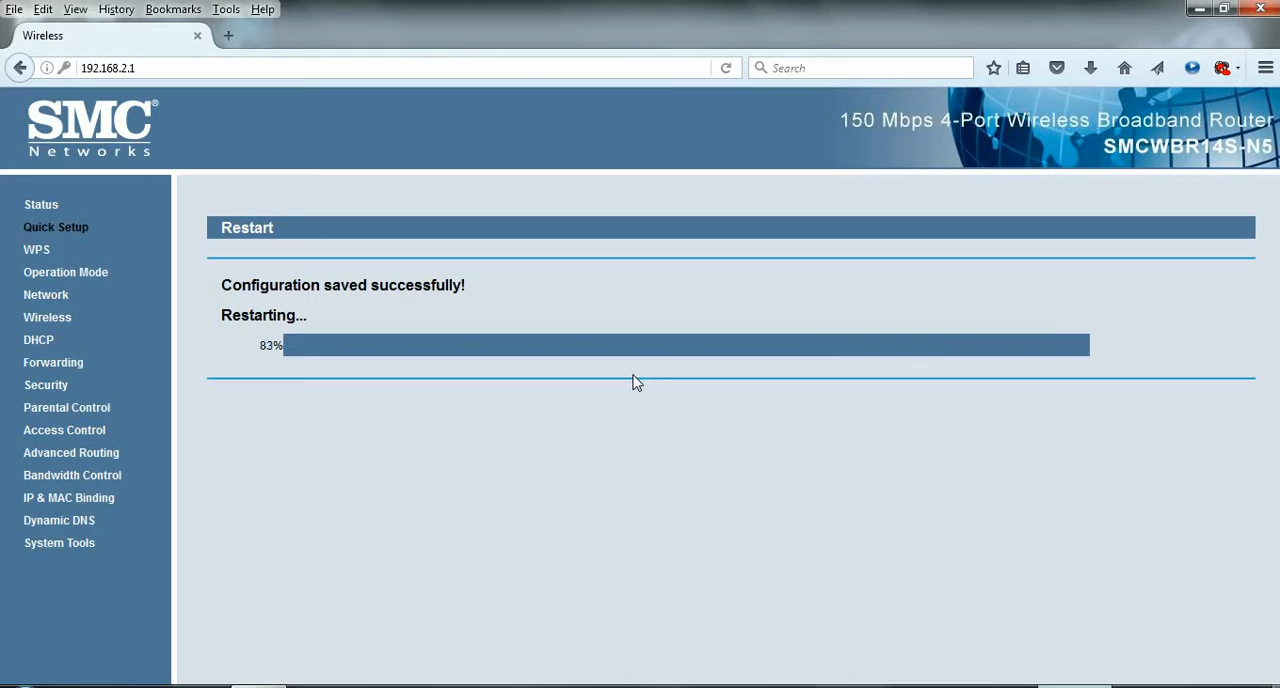 File Edit View History Bookmarks Tools Help
Wireless
192.168.2.1
Search
SMC®
Networks
150 Mbps 4-Port Wireless Broadband Router
SMCWBR14S-N5
Status
Quick Setup
WPS
Operation Mode
Network
Wireless
DHCP
Forwarding
Security
Parental Control
Access Control
Advanced Routing
Bandwidth Control
IP & MAC Binding
Dynamic DNS
System Tools
Restart
Configuration saved successfully!
Restarting...
83%